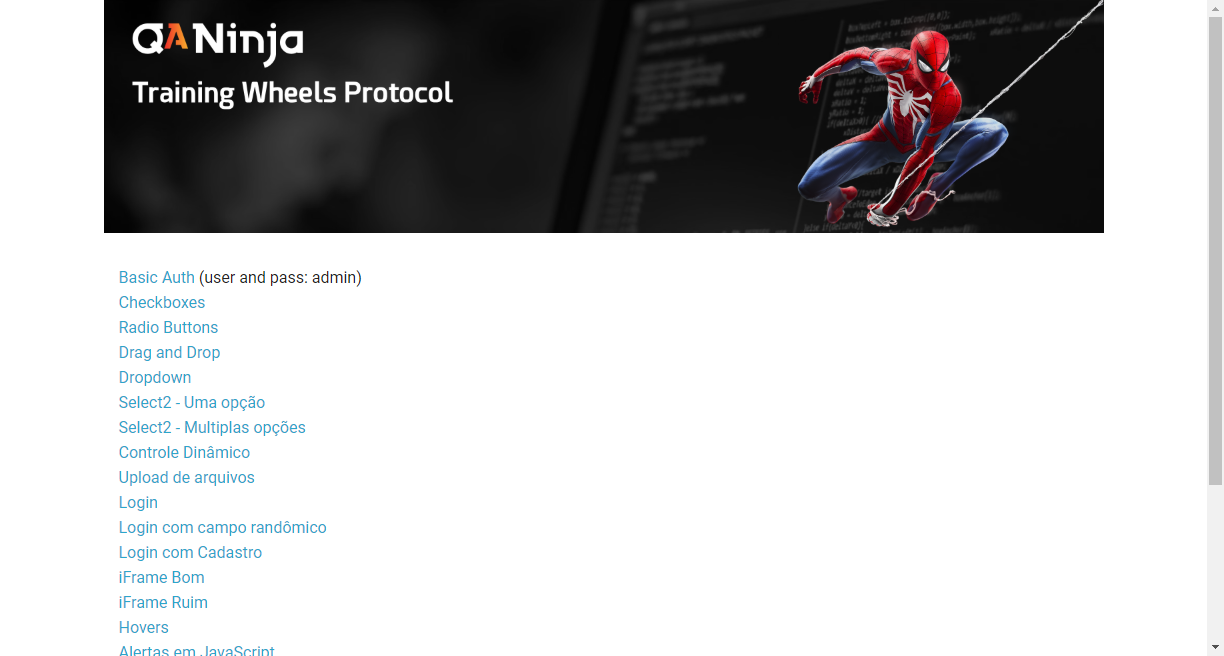 QANinja
Training Wheels Protocol
Basic Auth (user and pass: admin)
Checkboxes
Radio Buttons
Drag and Drop
Dropdown
Select2 - Uma opção
Select2 - Multiplas opções
Controle Dinâmico
Upload de arquivos
Login
Login com campo randômico
Login com Cadastro
iFrame Bom
iFrame Ruim
Hovers
Alertas em JavaScript